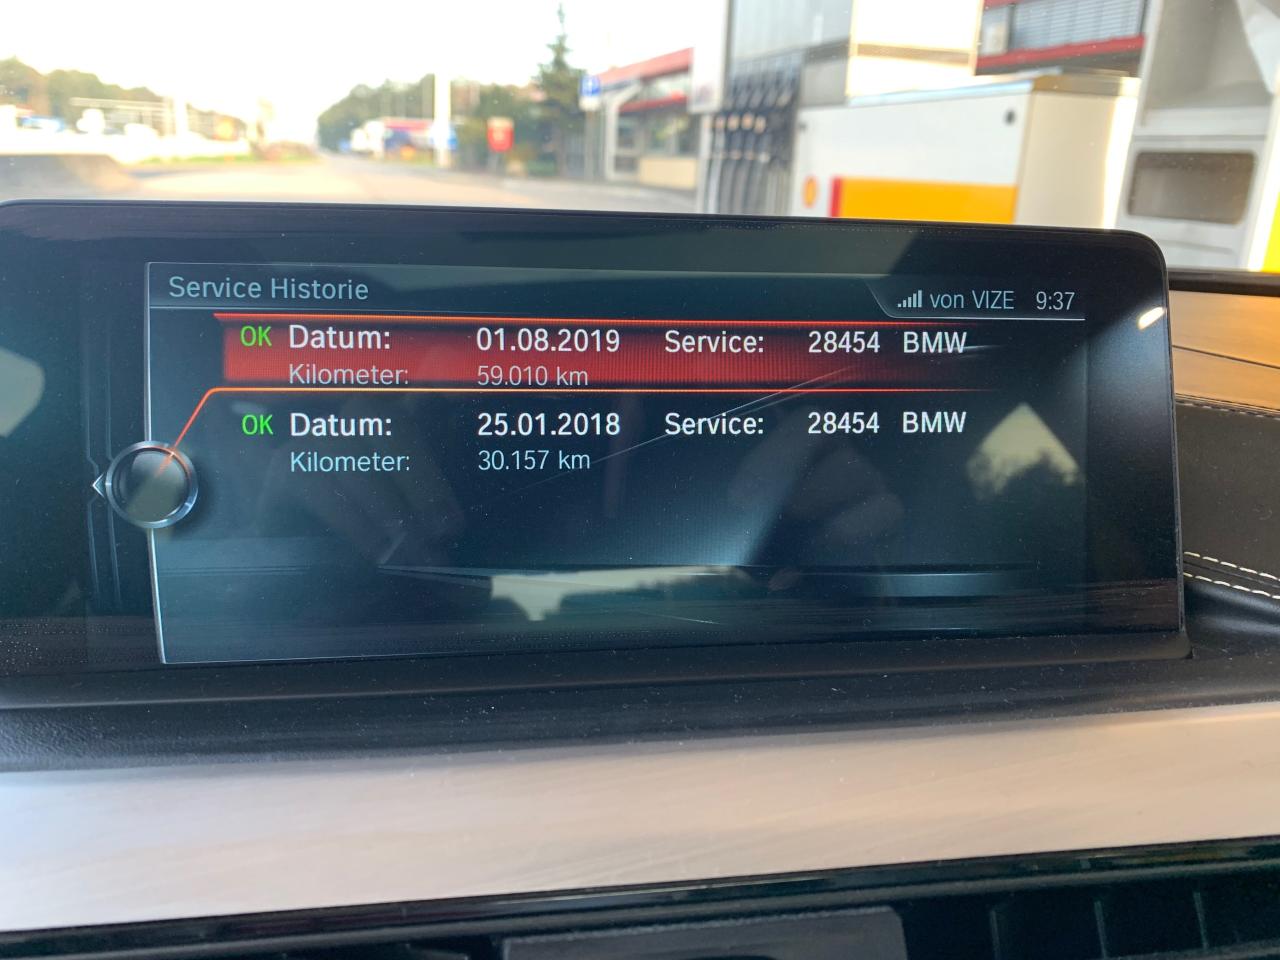 Service Historie
von VIZE 9:37
OK Datum: 01.08.2019 Service: 28454 BMW
Kilometer: 59.010 km
OK Datum: 25.01.2018 Service: 28454 BMW
Kilometer: 30.157 km